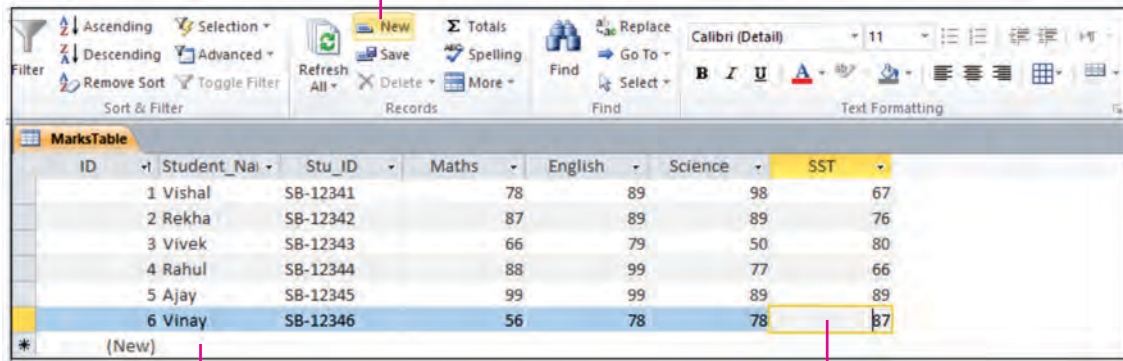 Ascending Selection New Σ Totals Replace Calibri (Detail) 11
Filter Descending Advanced Refresh All Save Spelling Find Go To B I U A
Remove Sort Toggle Filter Delete More Select
Sort & Filter Records Find Text Formatting
MarksTable
ID Student_Na Stu_ID Maths English Science SST
1 Vishal SB-12341 78 89 98 67
2 Rekha SB-12342 87 89 89 76
3 Vivek SB-12343 66 79 50 80
4 Rahul SB-12344 88 99 77 66
5 Ajay SB-12345 99 99 89 89
6 Vinay SB-12346 56 78 78 87
* (New)